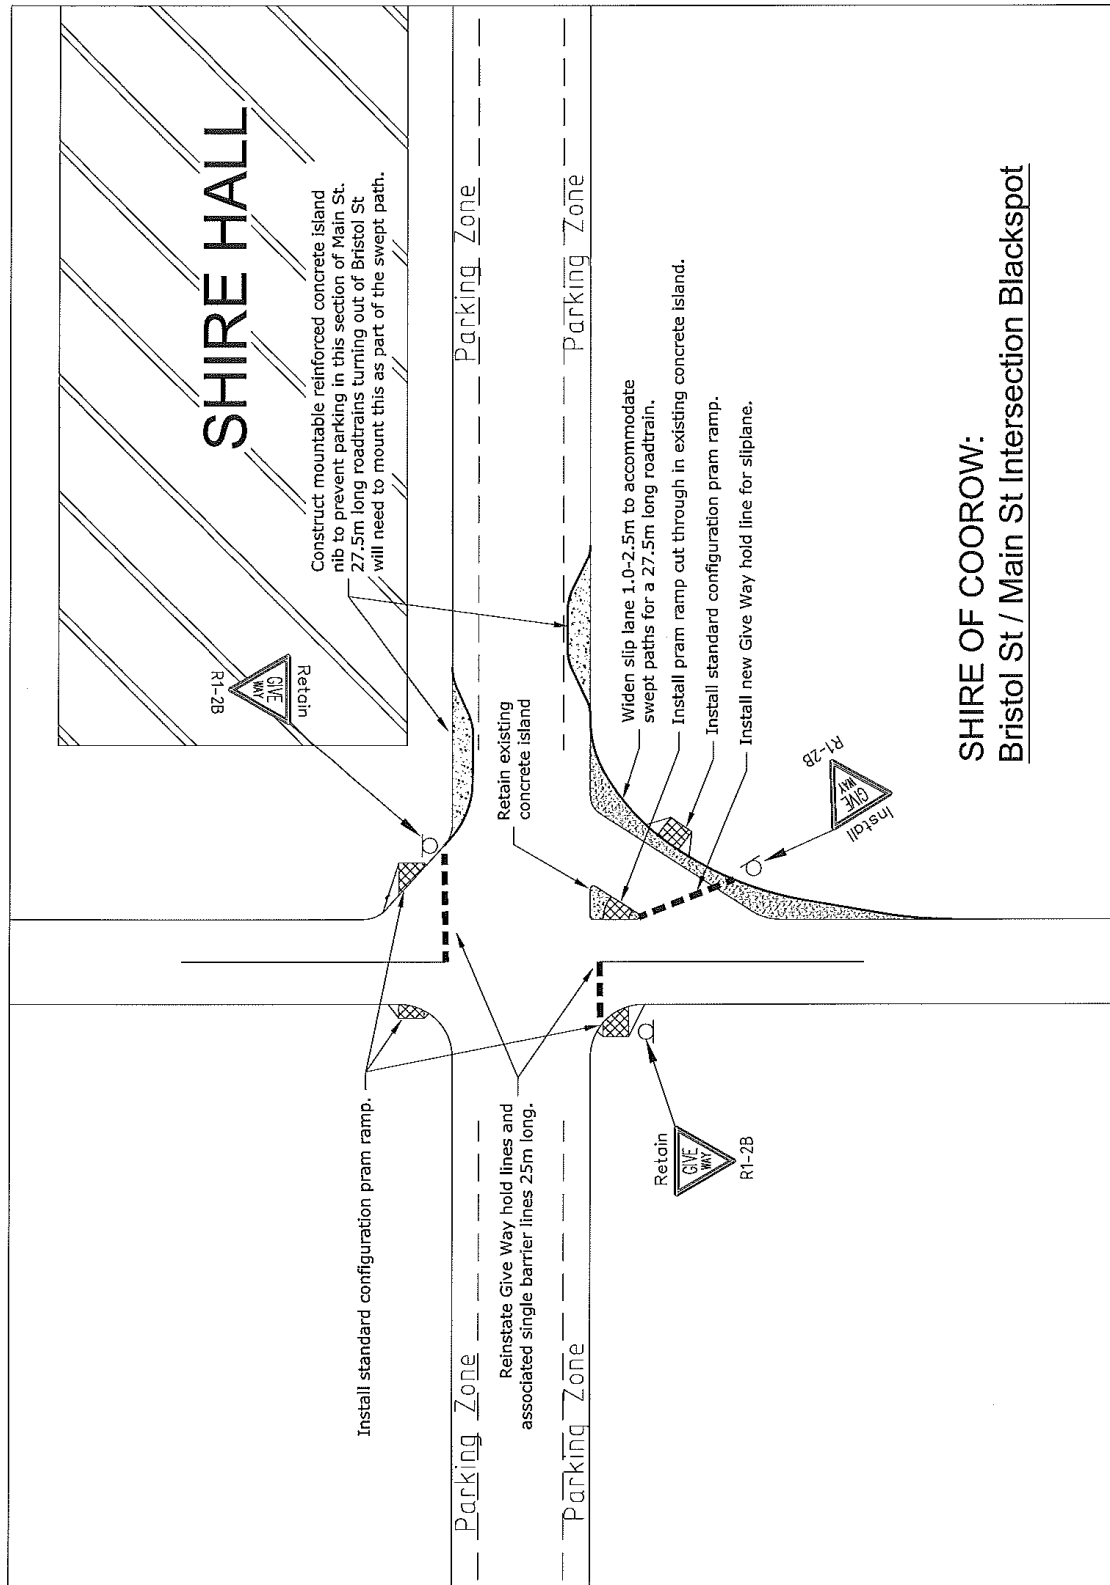 SHIRE HALL
Construct mountable reinforced concrete island
nib to prevent parking in this section of Main St.
27.5m long roadtrains turning out of Bristol St
will need to mount this as part of the swept path.
R1-2B
GIVE
WAY
Retain
Install standard configuration pram ramp.
Parking Zone
Parking Zone
Retain existing
concrete island
Reinstate Give Way hold lines and
associated single barrier lines 25m long.
Parking Zone
Parking Zone
Widen slip lane 1.0-2.5m to accommodate
swept paths for a 27.5m long roadtrain.
Install pram ramp cut through in existing concrete island.
Install standard configuration pram ramp.
Install new Give Way hold line for sliplane.
Retain
GIVE
WAY
R1-2B
Install
GIVE
WAY
R1-2B
SHIRE OF COOROW:
Bristol St / Main St Intersection Blackspot